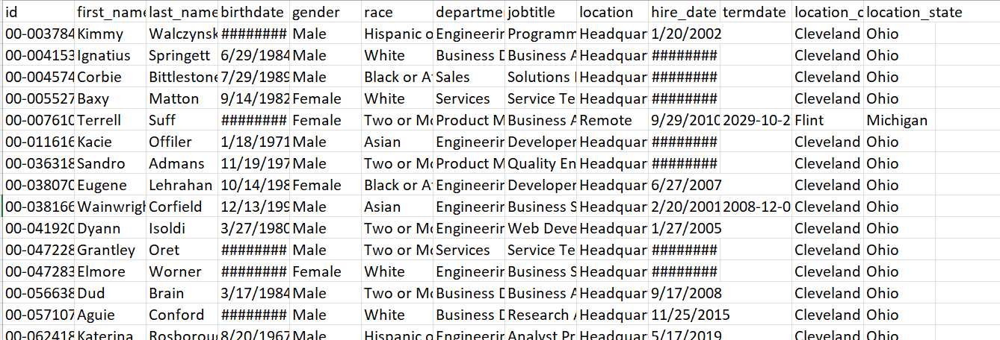 id first_name last_name birthdate gender race departme jobtitle location hire_date termdate location_c location_state
00-003784 Kimmy Walczynsk ######## Male Hispanic o Engineerin Programm Headquar 1/20/2002 Cleveland Ohio
00-004153 Ignatius Springett 6/29/1984 Male White Business D Business A Headquar ######## Cleveland Ohio
00-004574 Corbie Bittlestone 7/29/1989 Male Black or Af Sales Solutions Headquar ######## Cleveland Ohio
00-005527 Baxy Matton 9/14/1982 Female White Services Service Te Headquar ######## Cleveland Ohio
00-007610 Terrell Suff ######## Female Two or Mo Product M Business A Remote 9/29/2010 2029-10-2 Flint Michigan
00-011616 Kacie Offiler 1/18/1971 Male Asian Engineerin Developer Headquar ######## Cleveland Ohio
00-036318 Sandro Admans 11/19/197 Male Two or Mo Product M Quality En Headquar ######## Cleveland Ohio
00-038070 Eugene Lehrahan 10/14/198 Female Black or Af Engineerin Developer Headquar 6/27/2007 Cleveland Ohio
00-038166 Wainwrigh Corfield 12/13/199 Male Asian Engineerin Business S Headquar 2/20/2001 2008-12-0 Cleveland Ohio
00-041920 Dyann Isoldi 3/27/1980 Male Two or Mo Engineerin Web Deve Headquar 1/27/2005 Cleveland Ohio
00-047228 Grantley Oret ######## Male Two or Mo Services Service Te Headquar ######## Cleveland Ohio
00-047283 Elmore Worner ######## Female White Engineerin Business S Headquar ######## Cleveland Ohio
00-056638 Dud Brain 3/17/1984 Male Two or Mo Business D Business A Headquar 9/17/2008 Cleveland Ohio
00-057107 Aguie Conford ######## Male White Business D Research A Headquar 11/25/2015 Cleveland Ohio
00-062418 Katerina Rosborou 8/20/1967 Male Hispanic o Engineerin Analyst Pr Headquar 5/17/2019 Cleveland Ohio